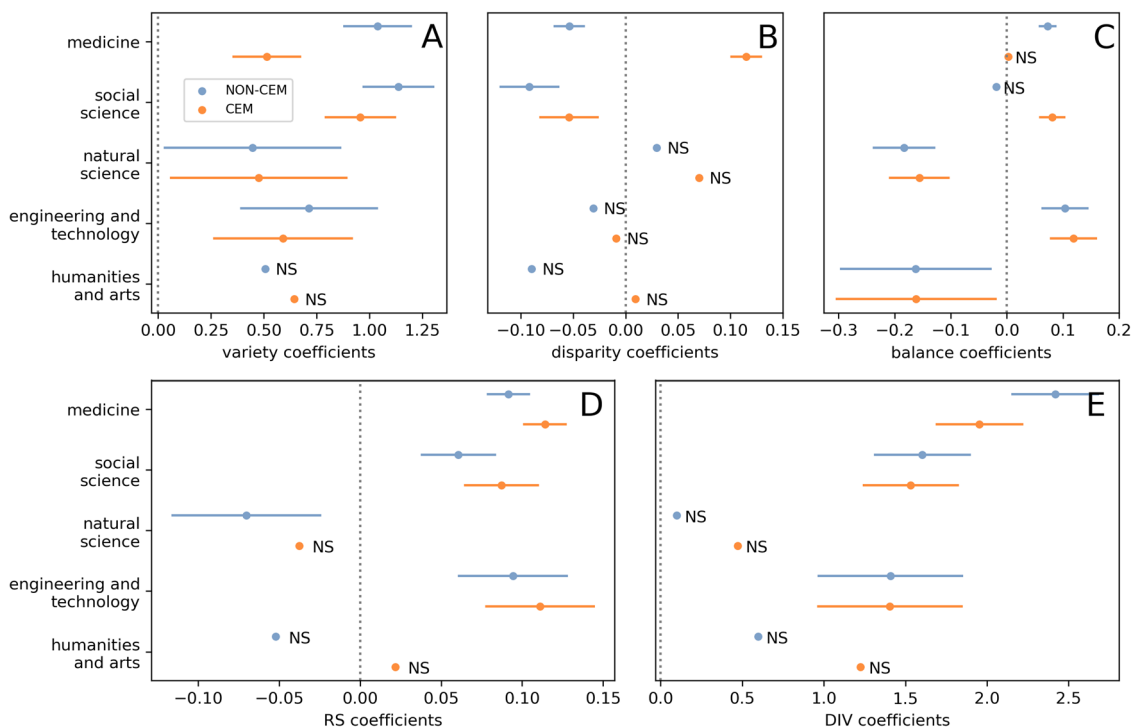 A
medicine
NON-CEM
CEM
social
science
natural
science
engineering and
technology
NS
humanities
and arts
NS
0.00 0.25 0.50 0.75 1.00 1.25
variety coefficients
B
NS
NS
NS
NS
NS
NS
−0.10 −0.05 0.00 0.05 0.10 0.15
disparity coefficients
C
NS
NS
−0.3 −0.2 −0.1 0.0 0.1 0.2
balance coefficients
D
medicine
social
science
natural
science
NS
engineering and
technology
NS
humanities
and arts
NS
−0.10 −0.05 0.00 0.05 0.10 0.15
RS coefficients
E
NS
NS
NS
NS
0.0 0.5 1.0 1.5 2.0 2.5
DIV coefficients